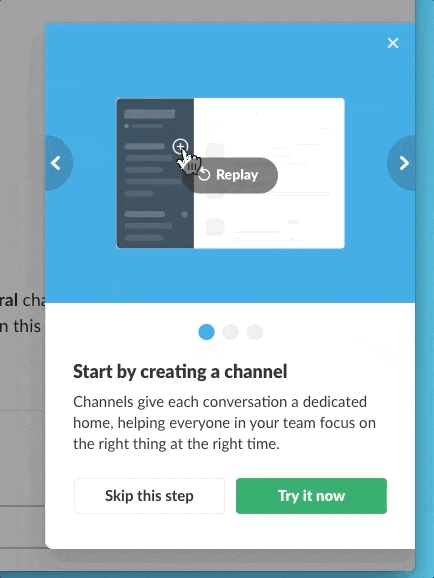 Replay
ral cha
n this
Start by creating a channel
Channels give each conversation a dedicated
home, helping everyone in your team focus on
the right thing at the right time.
Skip this step
Try it now